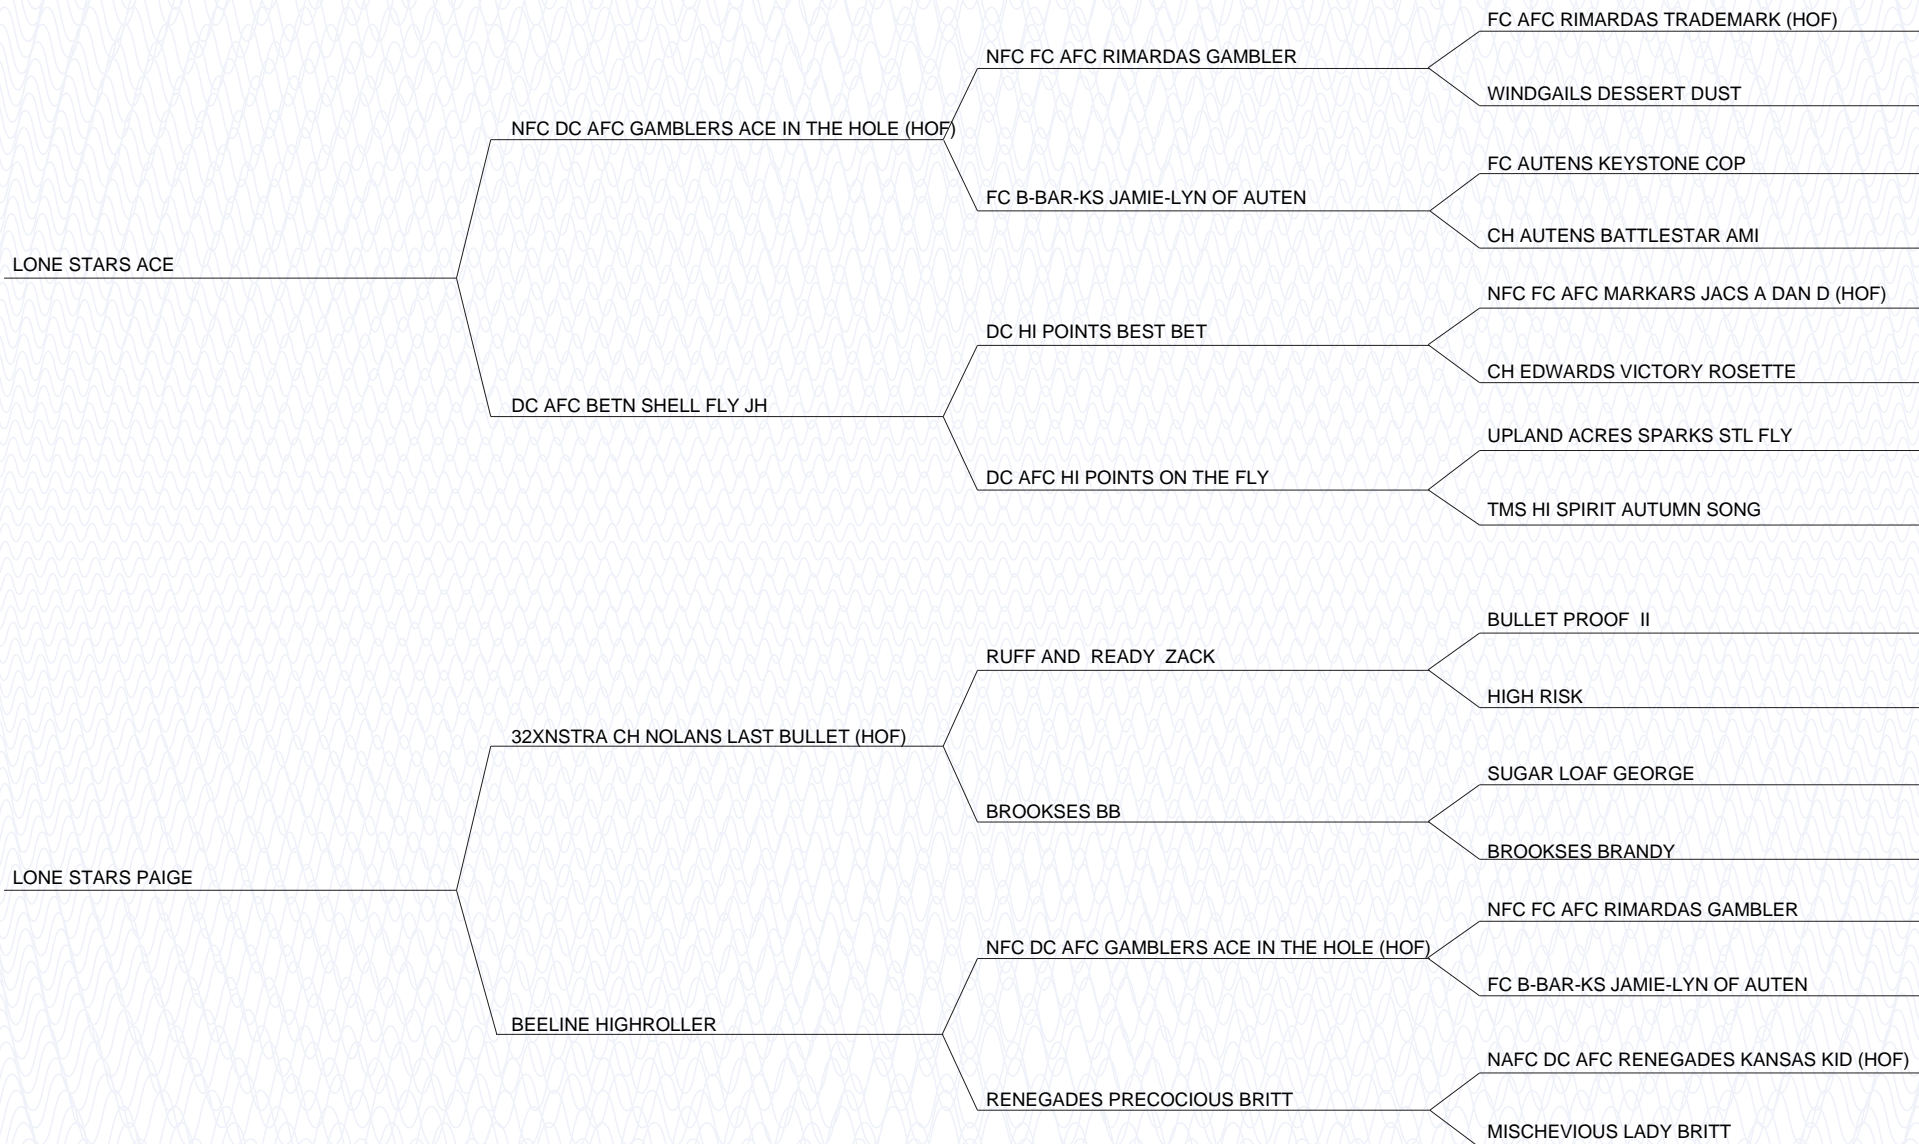 FC AFC RIMARDAS TRADEMARK (HOF)
NFC FC AFC RIMARDAS GAMBLER
WINDGAILS DESSERT DUST
NFC DC AFC GAMBLERS ACE IN THE HOLE (HOF)
FC AUTENS KEYSTONE COP
FC B-BAR-KS JAMIE-LYN OF AUTEN
CH AUTENS BATTLESTAR AMI
LONE STARS ACE
NFC FC AFC MARKARS JACS A DAN D (HOF)
DC HI POINTS BEST BET
CH EDWARDS VICTORY ROSETTE
DC AFC BETN SHELL FLY JH
UPLAND ACRES SPARKS STL FLY
DC AFC HI POINTS ON THE FLY
TMS HI SPIRIT AUTUMN SONG
BULLET PROOF  II
RUFF AND  READY  ZACK
HIGH RISK
32XNSTRA CH NOLANS LAST BULLET (HOF)
SUGAR LOAF GEORGE
BROOKSES BB
BROOKSES BRANDY
LONE STARS PAIGE
NFC FC AFC RIMARDAS GAMBLER
NFC DC AFC GAMBLERS ACE IN THE HOLE (HOF)
FC B-BAR-KS JAMIE-LYN OF AUTEN
BEELINE HIGHROLLER
NAFC DC AFC RENEGADES KANSAS KID (HOF)
RENEGADES PRECOCIOUS BRITT
MISCHEVIOUS LADY BRITT